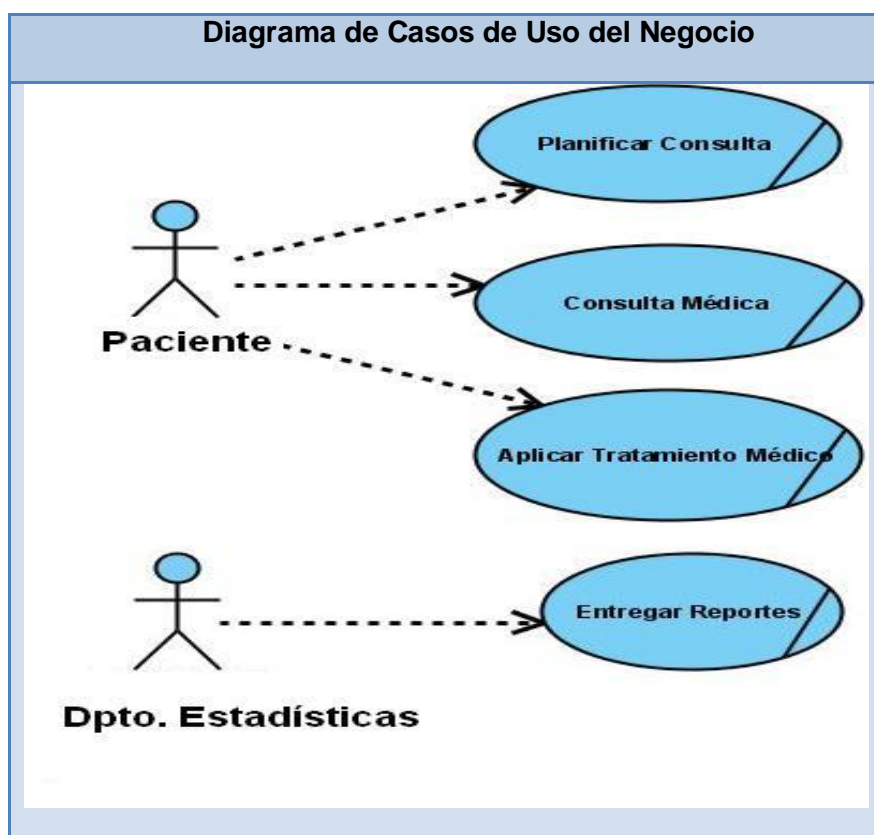 Diagrama de Casos de Uso del Negocio
Planificar Consulta
Consulta Médica
Paciente
Aplicar Tratamiento Médico
Entregar Reportes
Dpto. Estadísticas